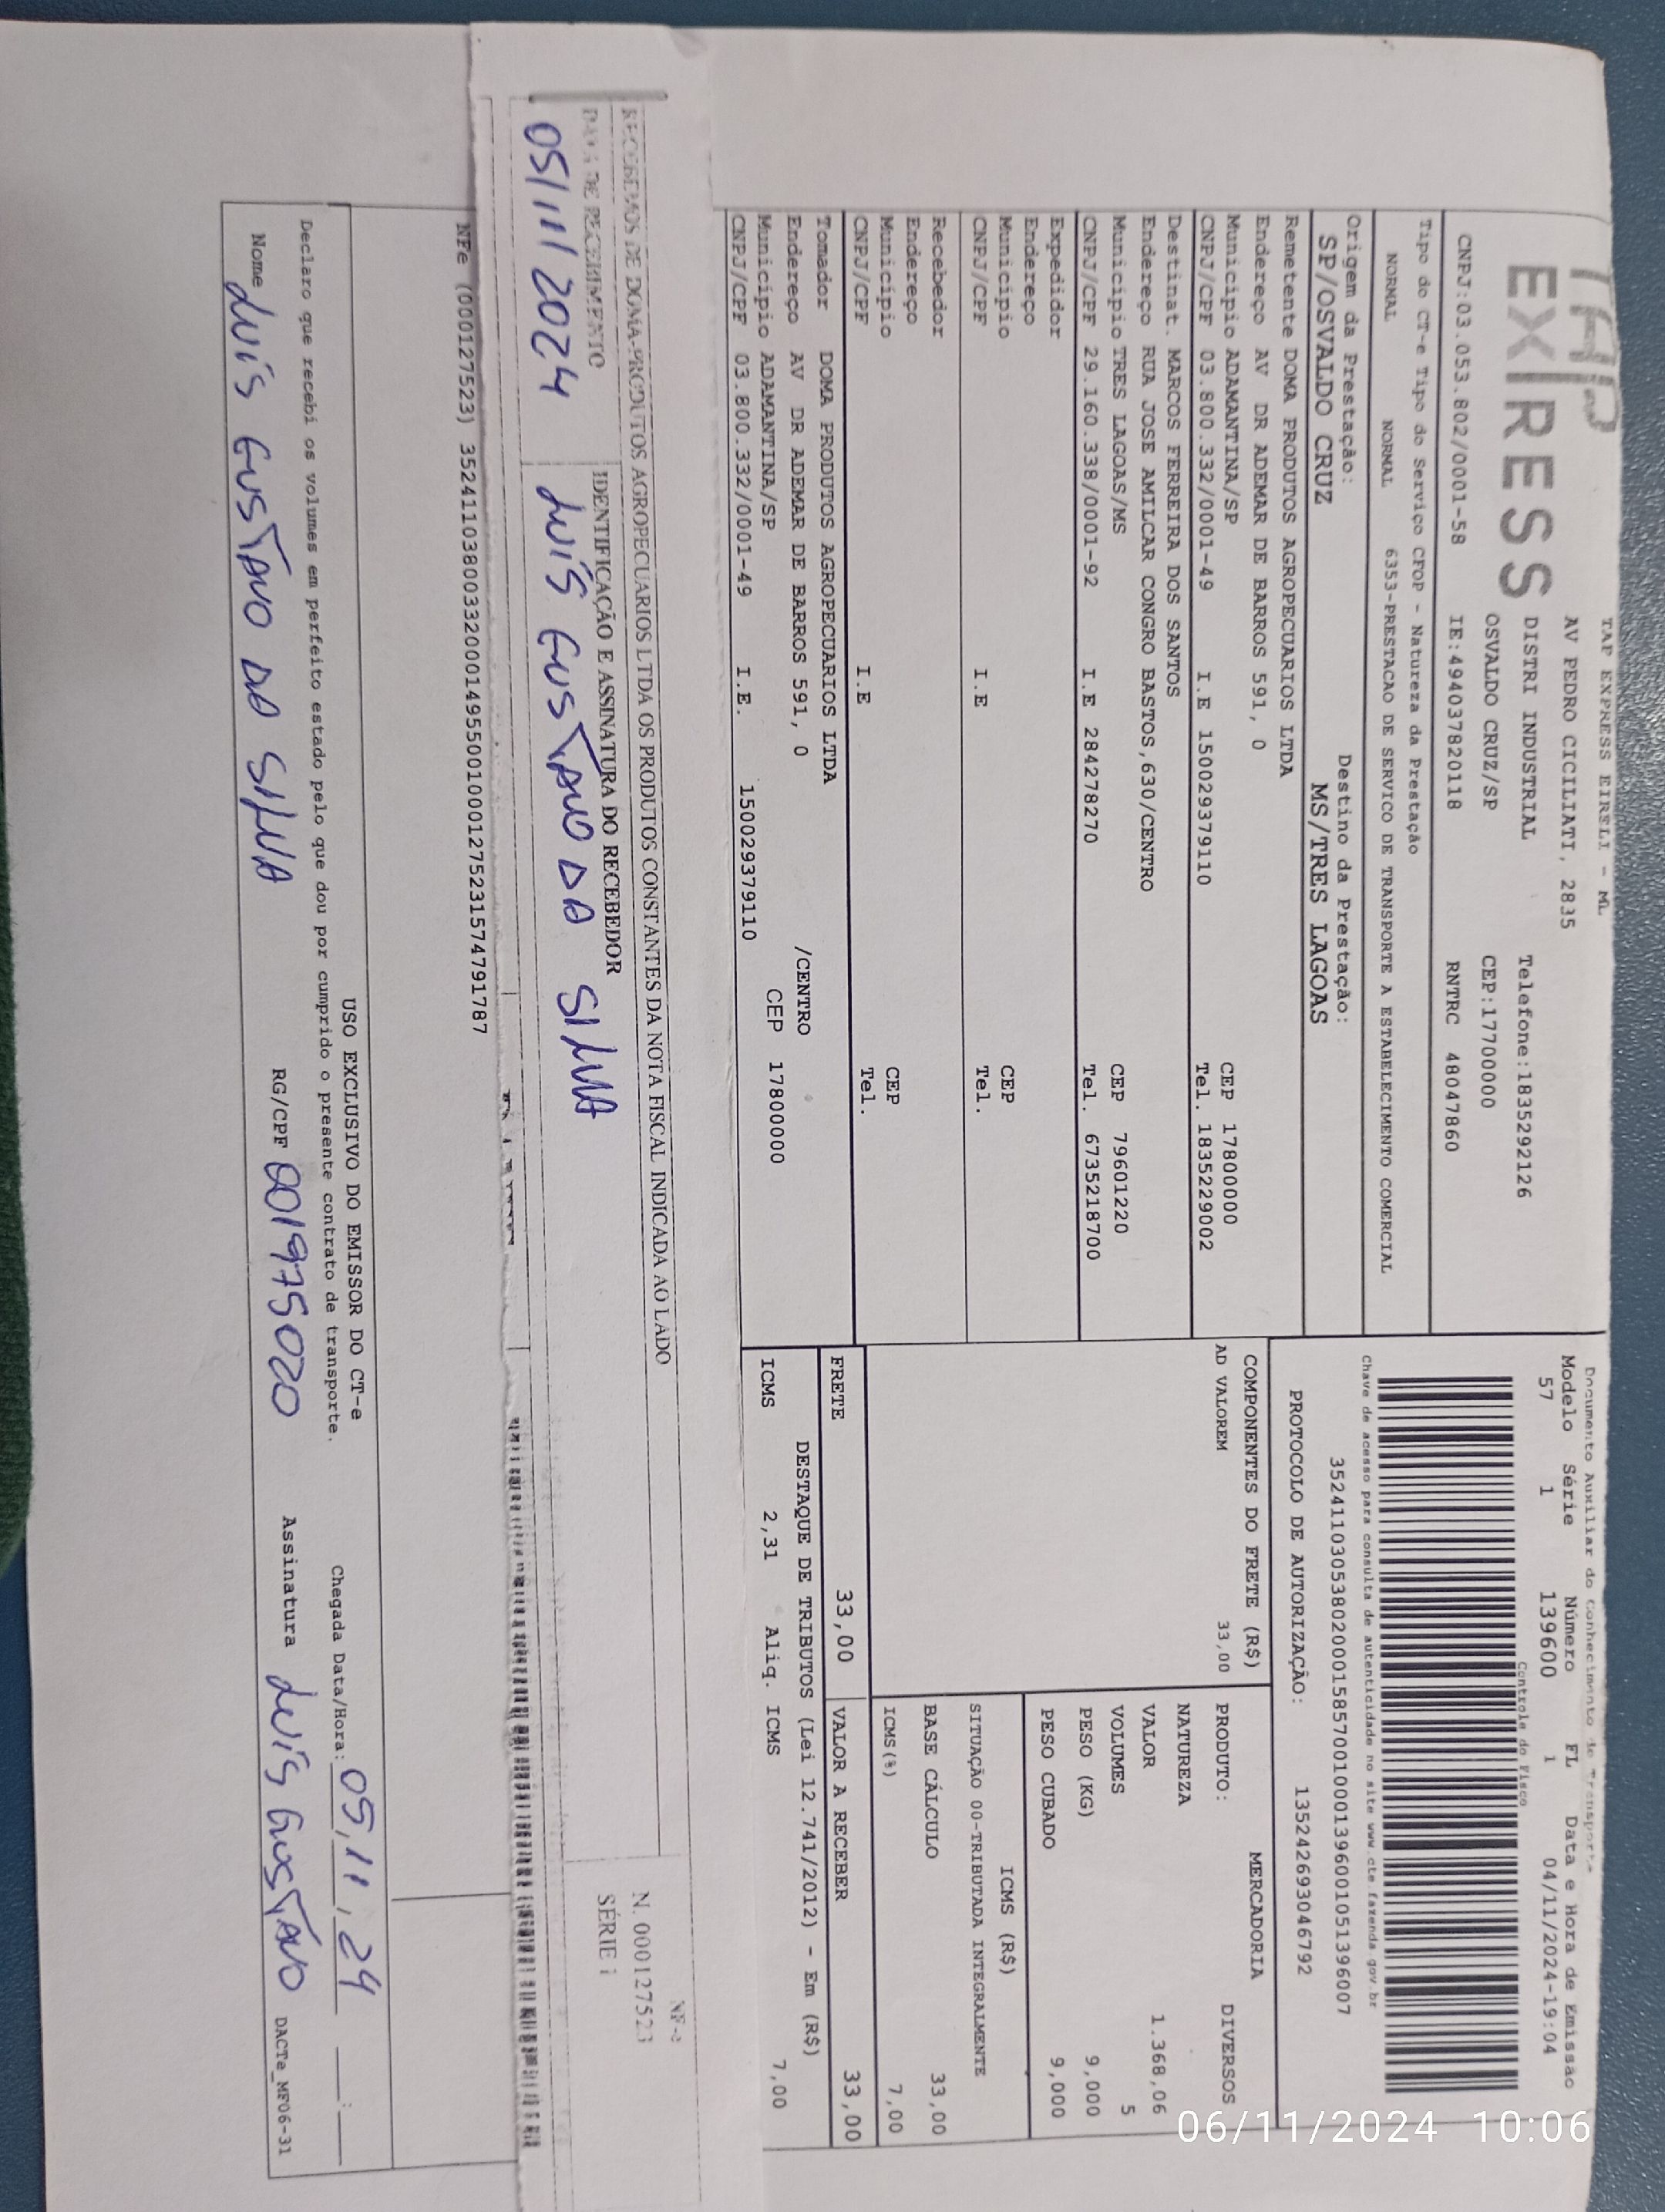 TAP
EXPRESS
TAP EXPRESS EIRELI - ML
AV PEDRO CICILIATI, 2835
DISTRI INDUSTRIAL Telefone:1835292126
OSVALDO CRUZ/SP CEP:17700000
CNPJ:03.053.802/0001-58 IE:494037820118 RNTRC 48047860
Tipo do CT-e Tipo do Serviço CFOP - Natureza da Prestação
NORMAL NORMAL 6353-PRESTACAO DE SERVICO DE TRANSPORTE A ESTABELECIMENTO COMERCIAL
Origem da Prestação: Destino da Prestação:
SP/OSVALDO CRUZ MS/TRES LAGOAS
Remetente DOMA PRODUTOS AGROPECUARIOS LTDA
Endereço AV DR ADEMAR DE BARROS 591, 0
Município ADAMANTINA/SP CEP 17800000
CNPJ/CPF 03.800.332/0001-49 I.E 150029379110 Tel. 1835229002
Destinat. MARCOS FERREIRA DOS SANTOS
Endereço RUA JOSE AMILCAR CONGRO BASTOS,630/CENTRO
Município TRES LAGOAS/MS CEP 79601220
CNPJ/CPF 29.160.338/0001-92 I.E 284278270 Tel. 6735218700
Expedidor
Endereço
Município CEP
CNPJ/CPF I.E Tel.
Recebedor
Endereço
Município CEP
CNPJ/CPF I.E Tel.
Tomador DOMA PRODUTOS AGROPECUARIOS LTDA
Endereço AV DR ADEMAR DE BARROS 591, 0 /CENTRO
Município ADAMANTINA/SP CEP 17800000
CNPJ/CPF 03.800.332/0001-49 I.E. 150029379110
Documento Auxiliar do Conhecimento de Transporte
Modelo Série Número FL Data e Hora de Emissão
57 1 139600 1 04/11/2024-19:04
Controle do Fisco
Chave de acesso para consulta de autenticidade no site www.cte.fazenda.gov.br
35241103053802000158570010001396001051396007
PROTOCOLO DE AUTORIZAÇÃO: 135242693046792
COMPONENTES DO FRETE (R$)
AD VALOREM 33,00
MERCADORIA
PRODUTO: DIVERSOS
NATUREZA
VALOR 1.368,06
VOLUMES 5
PESO (KG) 9,000
PESO CUBADO 9,000
ICMS (R$)
SITUAÇÃO 00-TRIBUTADA INTEGRALMENTE
BASE CÁLCULO 33,00
ICMS(%) 7,00
FRETE 33,00 VALOR A RECEBER 33,00
DESTAQUE DE TRIBUTOS (Lei 12.741/2012) - Em (R$)
ICMS 2,31 Aliq. ICMS 7,00
RECEBEMOS DE DOMA-PRODUTOS AGROPECUARIOS LTDA OS PRODUTOS CONSTANTES DA NOTA FISCAL INDICADA AO LADO
DATA DE RECEBIMENTO IDENTIFICAÇÃO E ASSINATURA DO RECEBEDOR
05/11/2024 Luís Gustavo da Silva
NF-e
N. 000127523
SÉRIE 1
NFe (000127523) 35241103800332000149550010001275231574791787
USO EXCLUSIVO DO EMISSOR DO CT-e
Declaro que recebi os volumes em perfeito estado pelo que dou por cumprido o presente contrato de transporte.
Chegada Data/Hora: 05,11,24 :
Nome Luís Gustavo da Silva RG/CPF 001975020 Assinatura Luís Gustavo
DACTe_MF06-31
06/11/2024 10:06